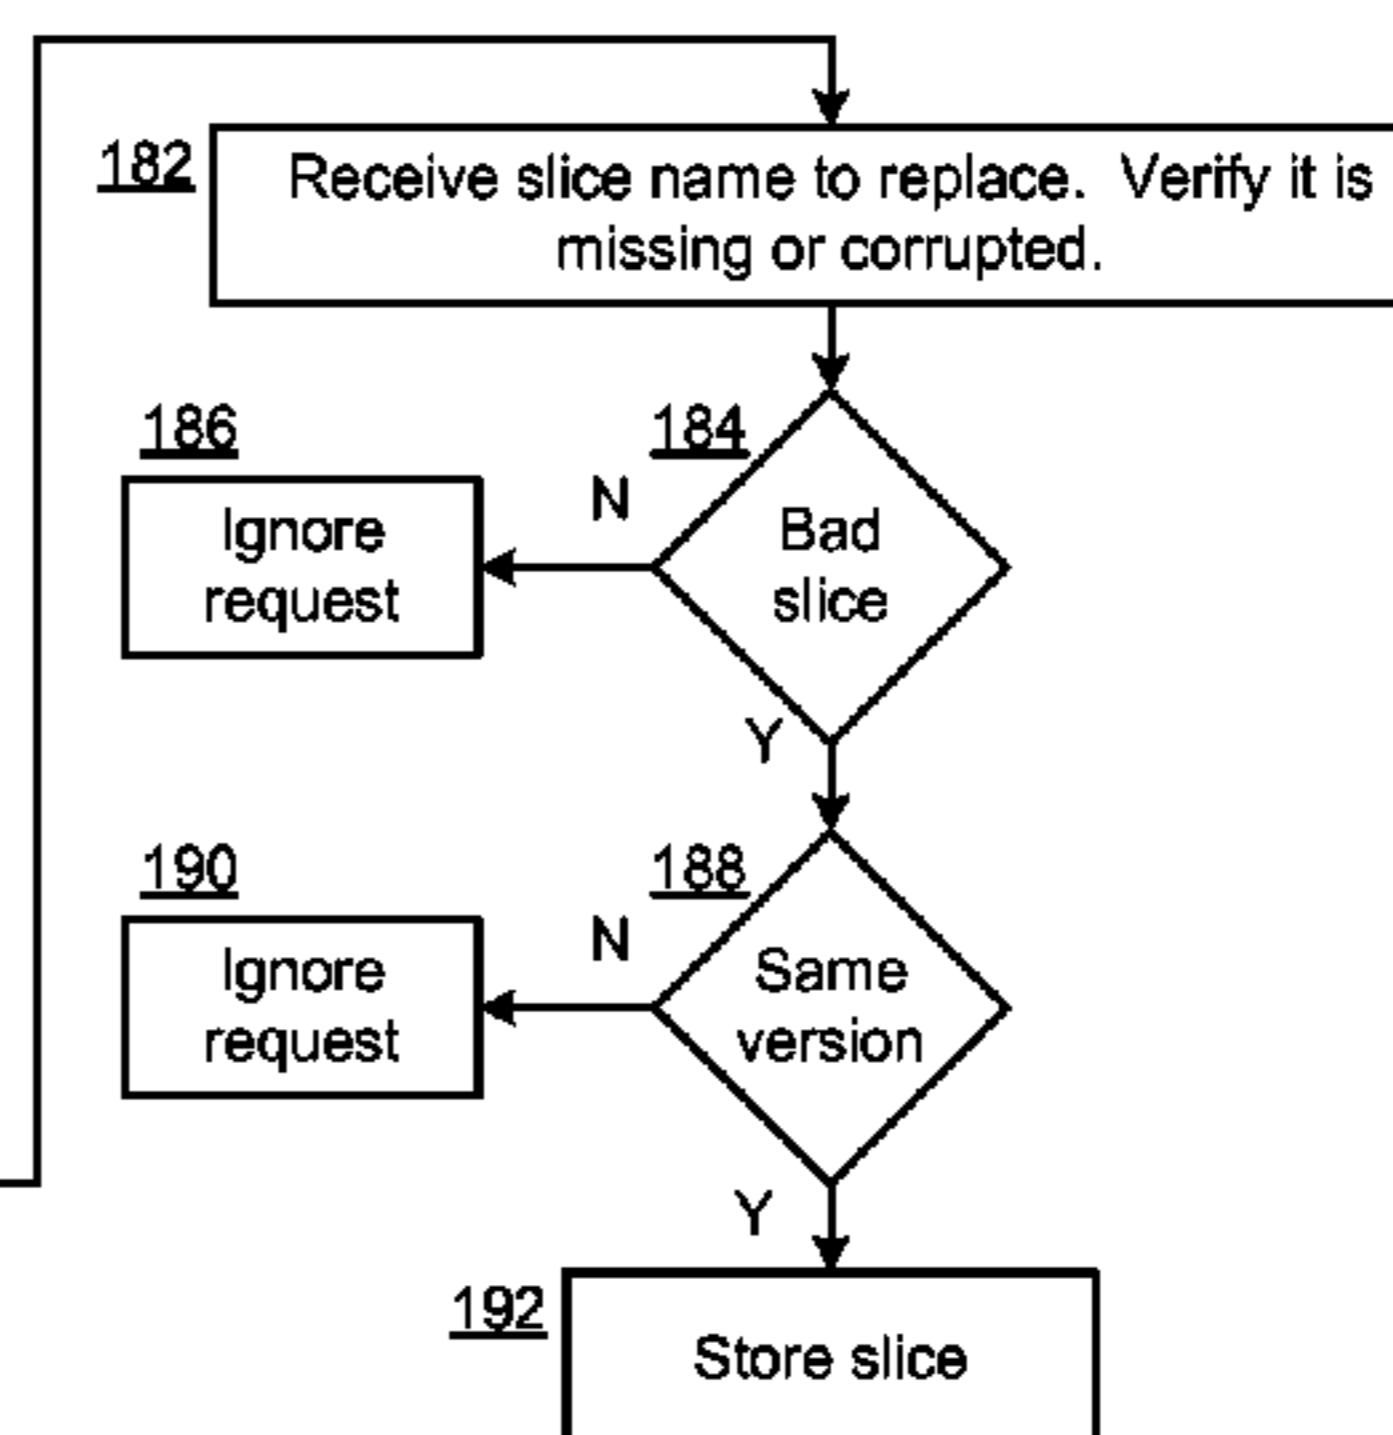 182
Receive slice name to replace. Verify it is
missing or corrupted.
186
184
N
Ignore
request
Bad
slice
Y
190
188
N
Ignore
request
Same
version
Y
192
Store slice